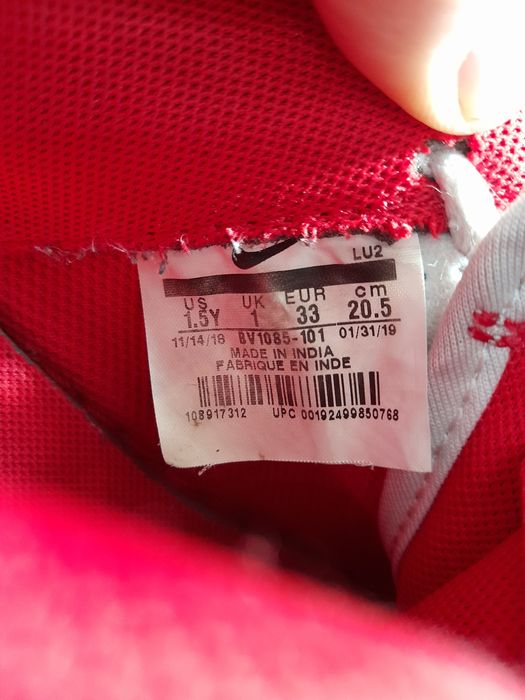 LU2
US UK EUR cm
1.5Y 1 33 20.5
11/14/18 BV1085-101 01/31/19
MADE IN INDIA
FABRIQUE EN INDE
108917312 UPC 00192499850768